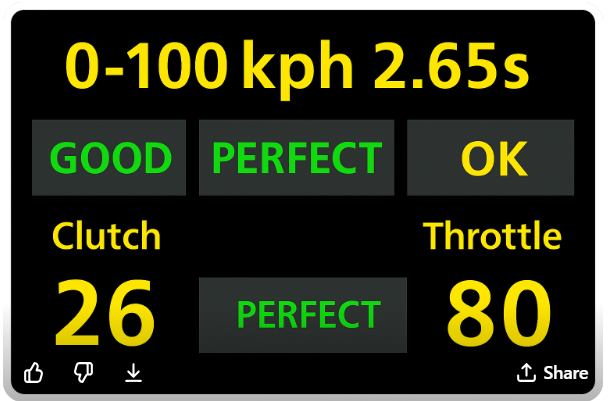 0-100 kph 2.65s
GOOD PERFECT OK
Clutch Throttle
26 PERFECT 80
Share